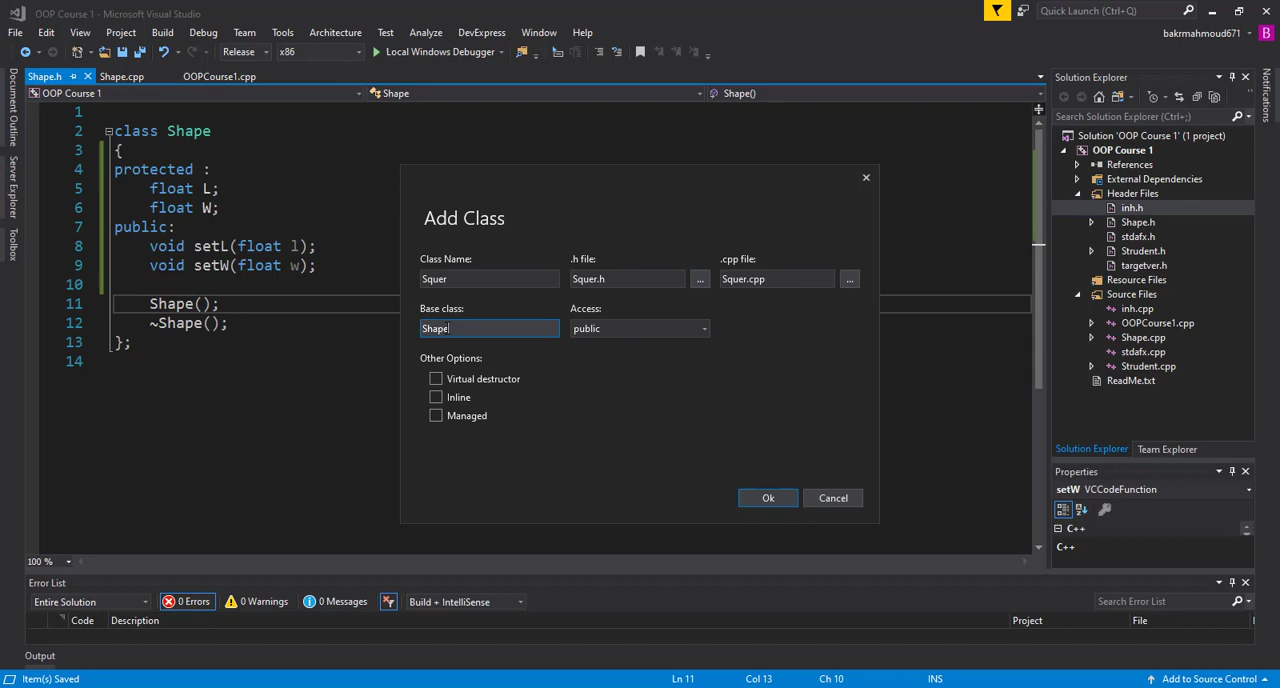 OOP Course 1 - Microsoft Visual Studio
Quick Launch (Ctrl+Q)
File Edit View Project Build Debug Team Tools Architecture Test Analyze DevExpress Window Help
bakrmahmoud671 B
Release x86 Local Windows Debugger
Shape.h Shape.cpp OOPCourse1.cpp
OOP Course 1 Shape Shape()
Document Outline
Server Explorer
Toolbox
1
2 class Shape
3 {
4 protected :
5 float L;
6 float W;
7 public:
8 void setL(float l);
9 void setW(float w);
10
11 Shape();
12 ~Shape();
13 };
14
Add Class
Class Name: .h file: .cpp file:
Squer Squer.h ... Squer.cpp ...
Base class: Access:
Shape public
Other Options:
Virtual destructor
Inline
Managed
Ok Cancel
Solution Explorer
Search Solution Explorer (Ctrl+;)
Solution 'OOP Course 1' (1 project)
OOP Course 1
References
External Dependencies
Header Files
inh.h
Shape.h
stdafx.h
Strudent.h
targetver.h
Resource Files
Source Files
inh.cpp
OOPCourse1.cpp
Shape.cpp
stdafx.cpp
Strudent.cpp
ReadMe.txt
Solution Explorer Team Explorer
Properties
setW VCCodeFunction
C++
C++
Notifications
100 %
Error List
Entire Solution 0 Errors 0 Warnings 0 Messages Build + IntelliSense Search Error List
Code Description Project File
Output
Item(s) Saved Ln 11 Col 13 Ch 10 INS Add to Source Control